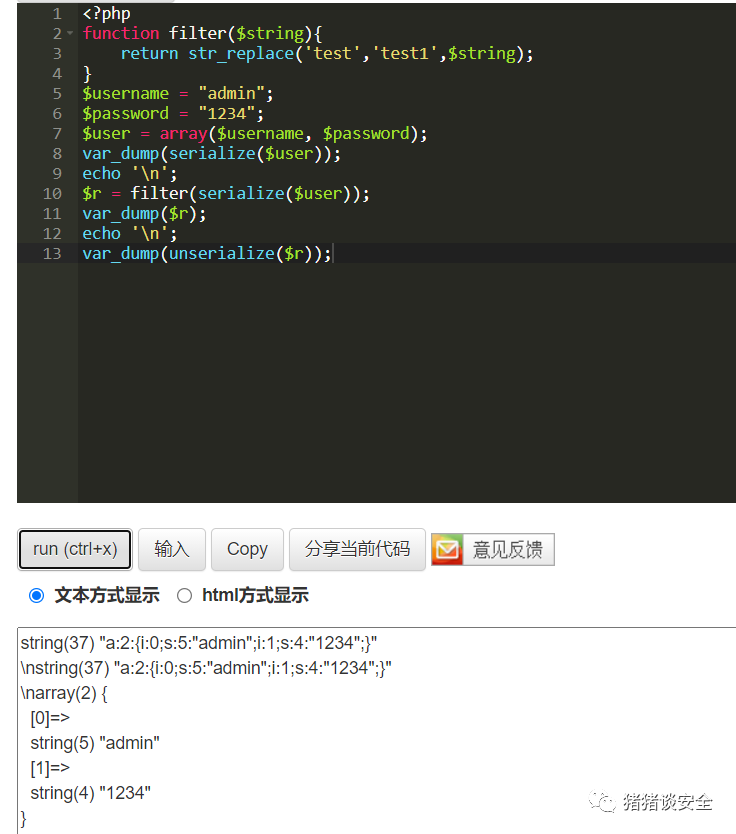 1 <?php
2 function filter($string){
3 return str_replace('test','test1',$string);
4 }
5 $username = "admin";
6 $password = "1234";
7 $user = array($username, $password);
8 var_dump(serialize($user));
9 echo '\n';
10 $r = filter(serialize($user));
11 var_dump($r);
12 echo '\n';
13 var_dump(unserialize($r));
run (ctrl+x) 输入 Copy 分享当前代码 意见反馈
文本方式显示 html方式显示
string(37) "a:2:{i:0;s:5:"admin";i:1;s:4:"1234";}"
\nstring(37) "a:2:{i:0;s:5:"admin";i:1;s:4:"1234";}"
\narray(2) {
[0]=>
string(5) "admin"
[1]=>
string(4) "1234"
}
猪猪谈安全